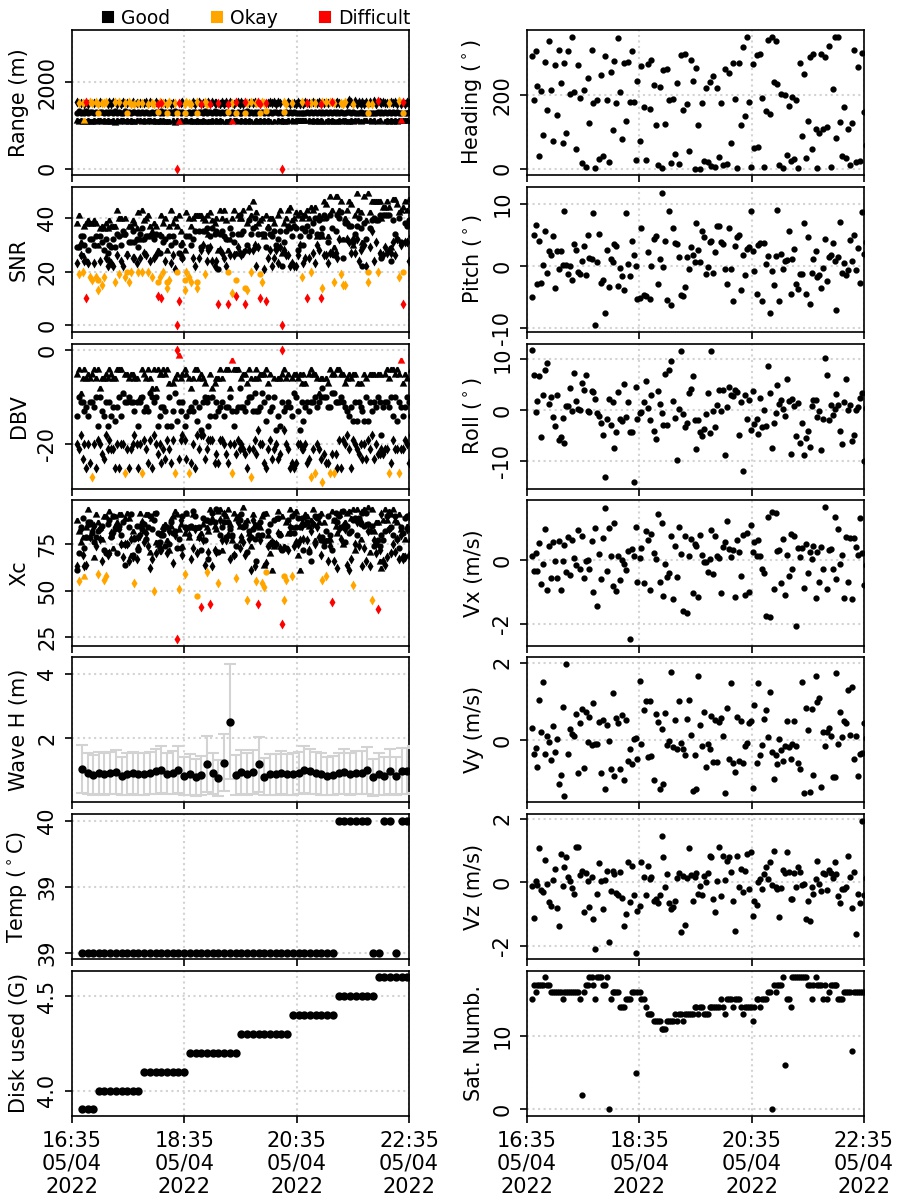 Good Okay Difficult
Range (m)
2000
0
Heading (°)
200
0
SNR
40
20
0
Pitch (°)
10
0
-10
DBV
0
-20
Roll (°)
10
0
-10
Xc
75
50
25
Vx (m/s)
0
-2
Wave H (m)
4
2
Vy (m/s)
2
0
Temp (°C)
40
39
39
Vz (m/s)
2
0
-2
Disk used (G)
4.5
4.0
Sat. Numb.
10
0
16:35 18:35 20:35 22:35
05/04 05/04 05/04 05/04
2022 2022 2022 2022
16:35 18:35 20:35 22:35
05/04 05/04 05/04 05/04
2022 2022 2022 2022